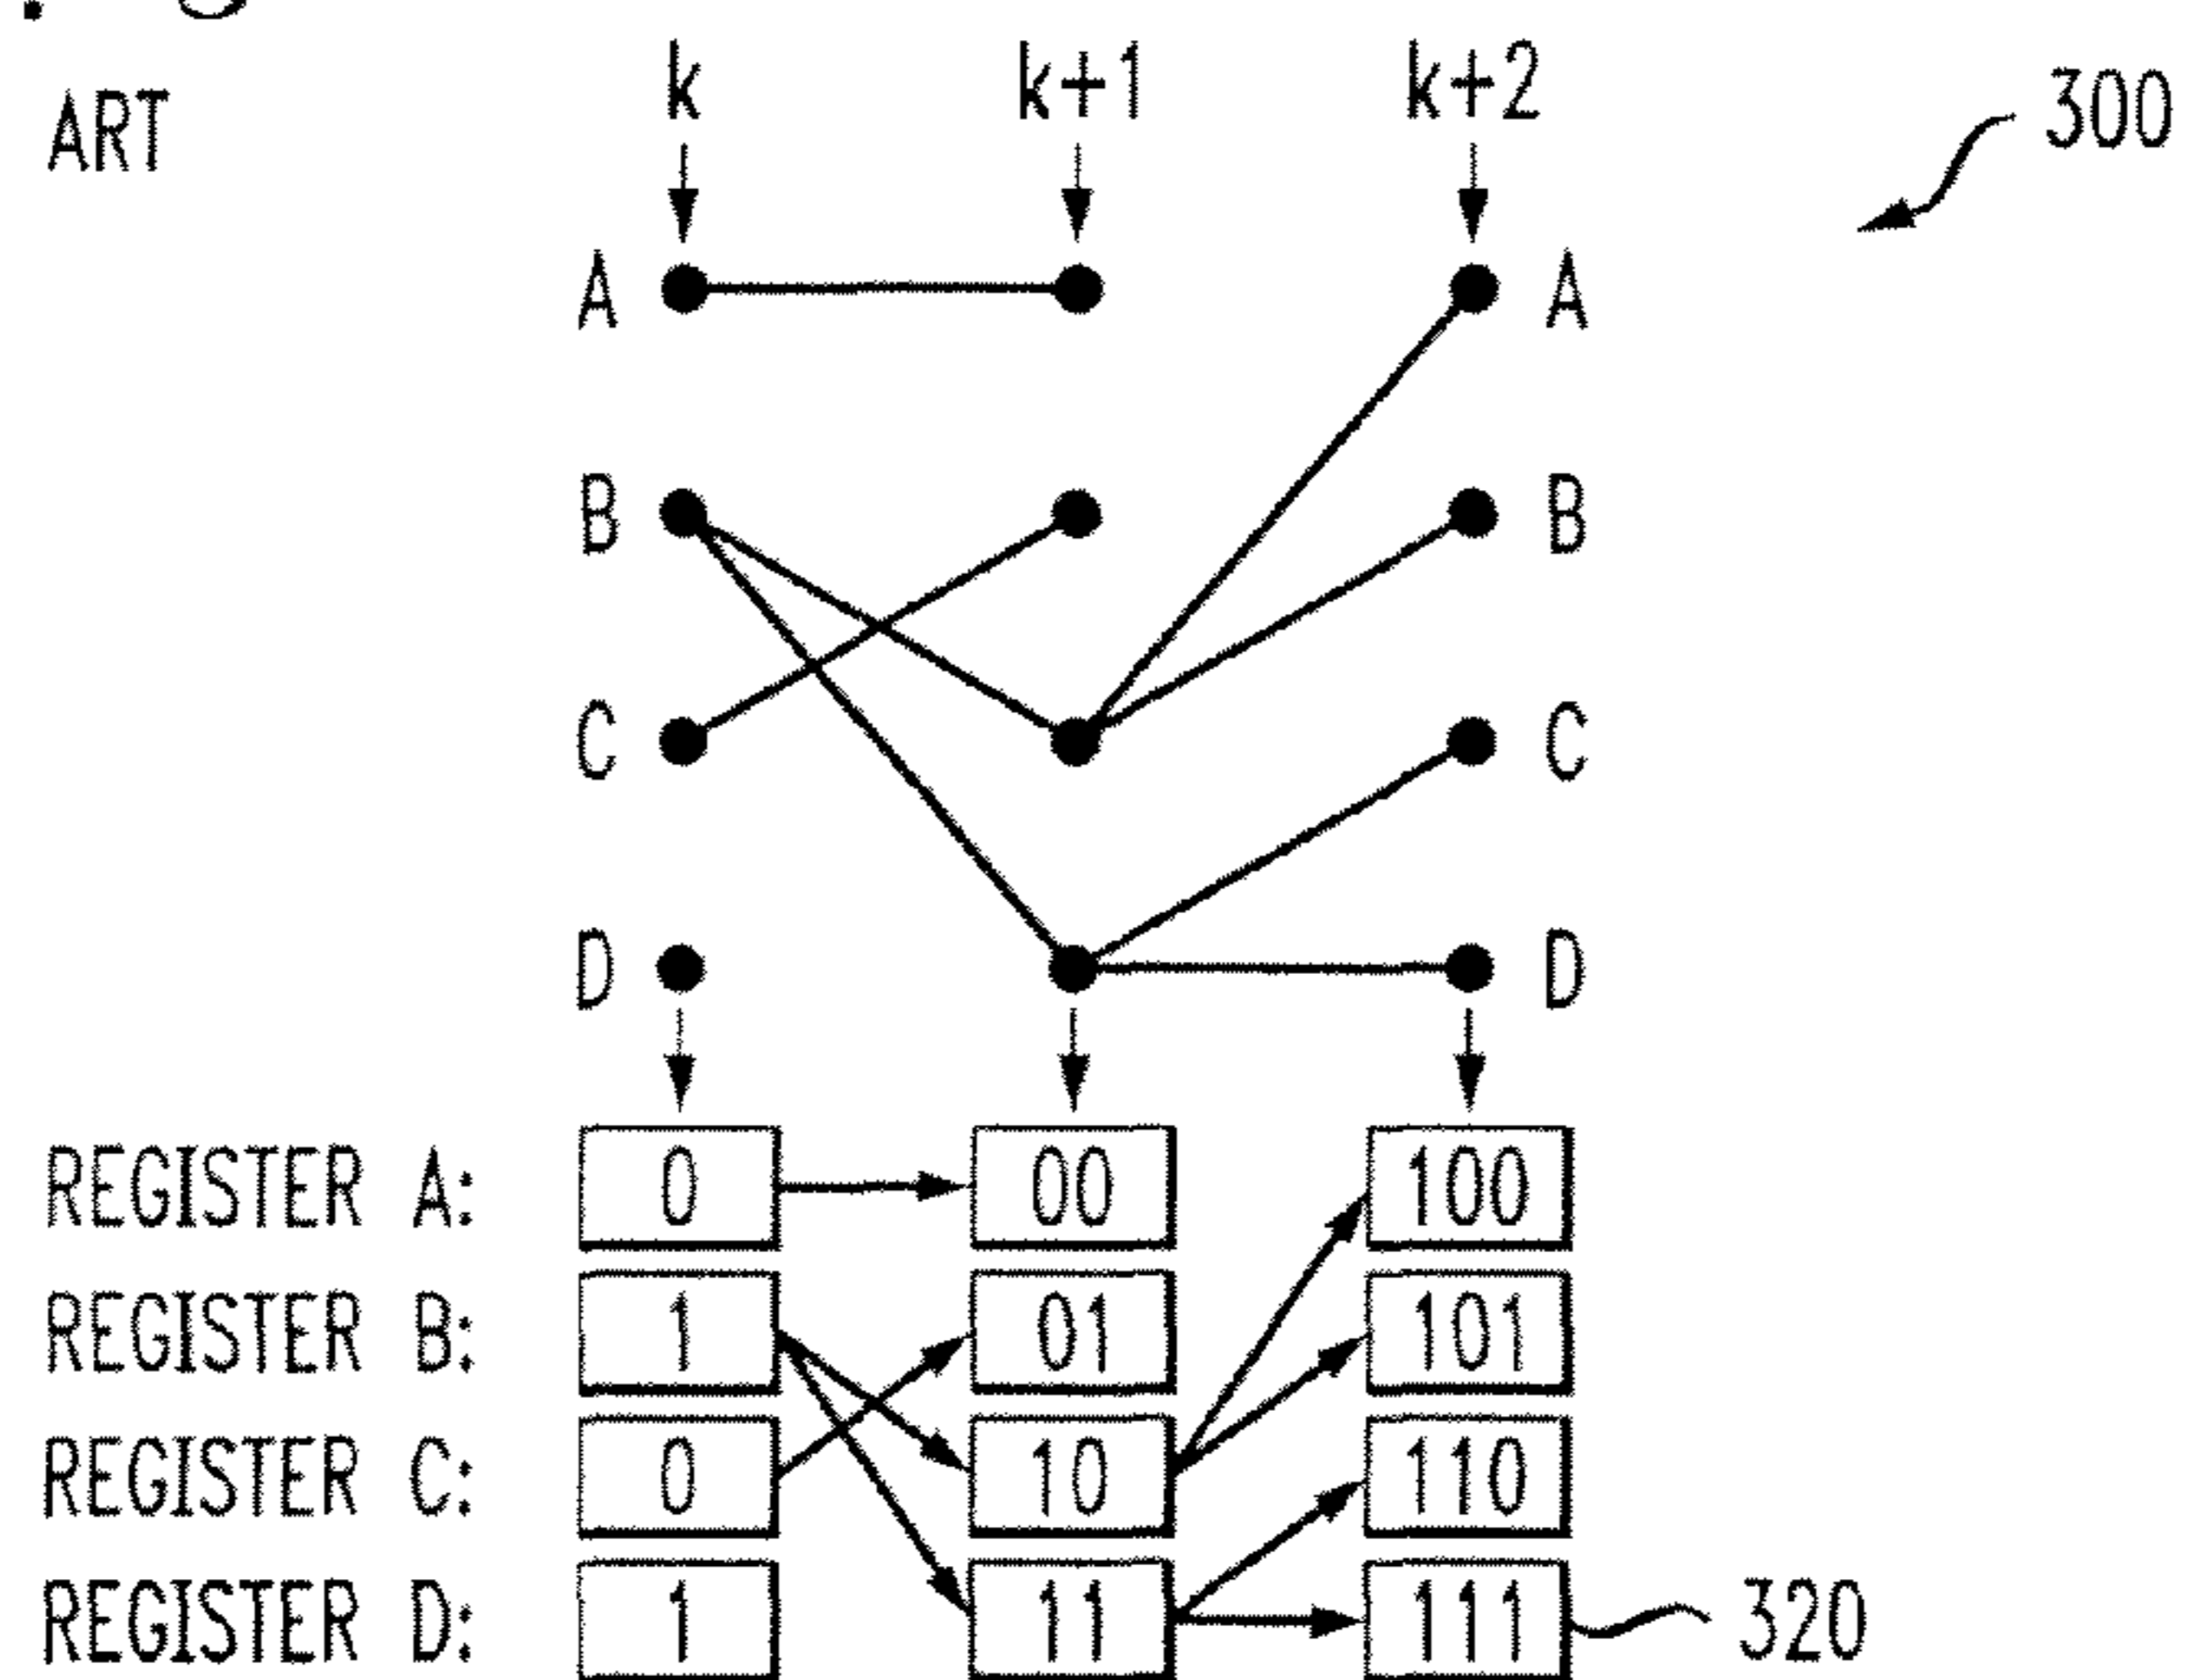 k k+1 k+2
ART 300
A A
B B
C C
D D
REGISTER A: 0 00 100
REGISTER B: 1 01 101
REGISTER C: 0 10 110
REGISTER D: 1 11 111 320